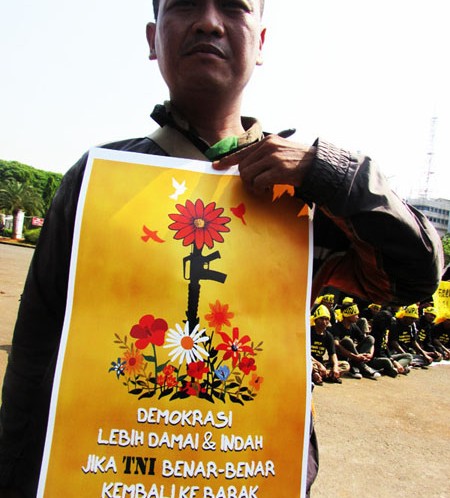 DEMOKRASI
LEBIH DAMAI & INDAH
JIKA TNI BENAR-BENAR
KEMBALI KE BARAK